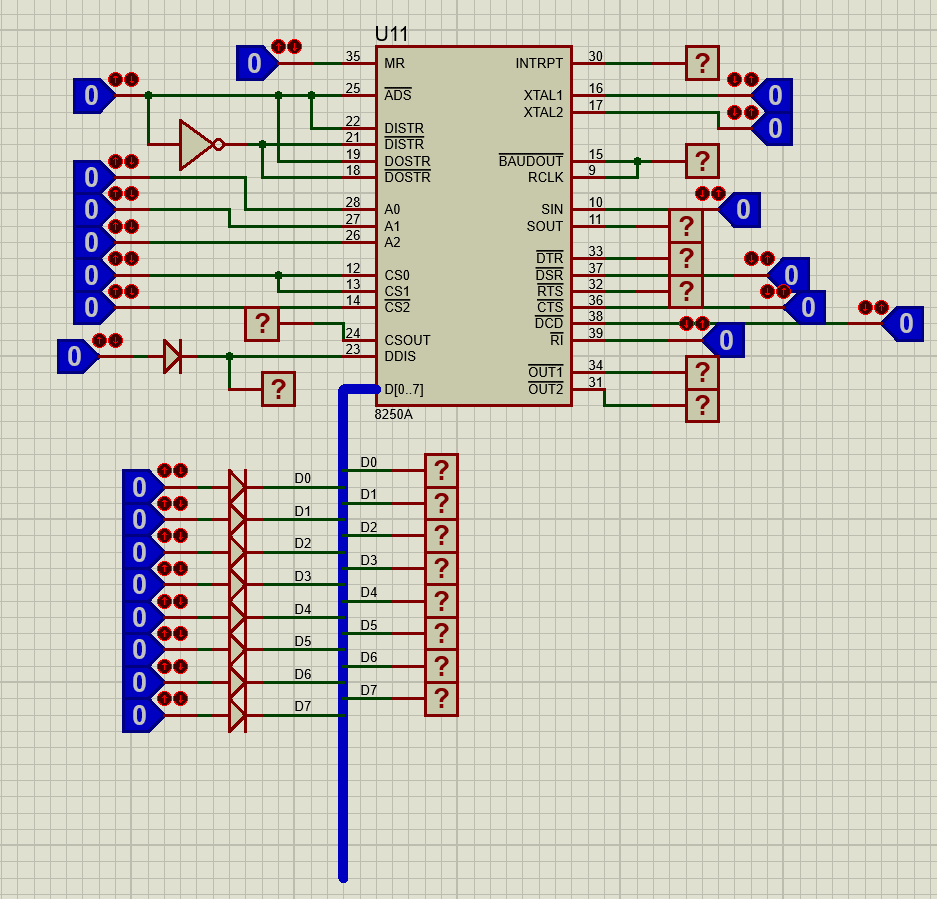 U11
0 35 MR INTRPT 30 ?
0 25 ADS XTAL1 16 0
XTAL2 17 0
22 DISTR
21 DISTR
19 DOSTR BAUDOUT 15 ?
0 18 DOSTR RCLK 9
0 28 A0 SIN 10 0
27 A1 SOUT 11 ?
0 26 A2
DTR 33 ?
0 12 CS0 DSR 37 0
13 CS1 RTS 32 ?
0 14 CS2 CTS 36 0
? DCD 38 0
24 CSOUT RI 39 0
0 23 DDIS
OUT1 34 ?
? D[0..7] OUT2 31
?
8250A
D0 ?
0 D0
D1 ?
0 D1
D2 ?
0 D2
D3 ?
0 D3
D4 ?
0 D4
D5 ?
0 D5
D6 ?
0 D6
D7 ?
0 D7